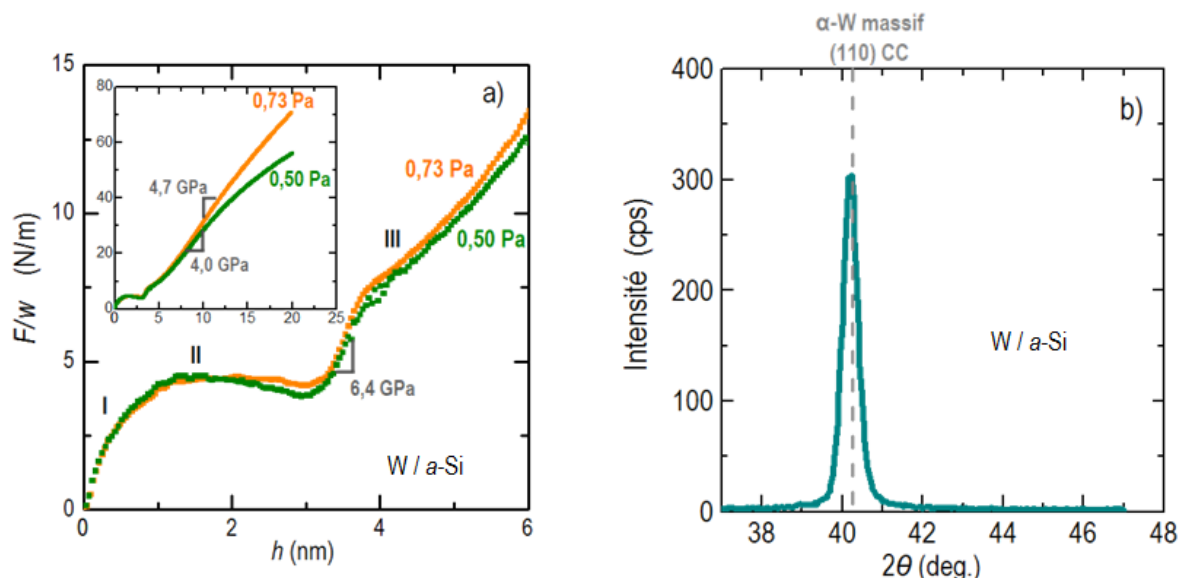 a)
F/w (N/m)
15
10
5
0
0
2
4
6
h (nm)
80
60
40
20
0
0
5
10
15
20
25
0,73 Pa
0,50 Pa
4,7 GPa
4,0 GPa
0,73 Pa
0,50 Pa
I
II
III
6,4 GPa
W / a-Si
α-W massif
(110) CC
b)
Intensité (cps)
400
300
200
100
0
W / a-Si
38
40
42
44
46
48
2θ (deg.)